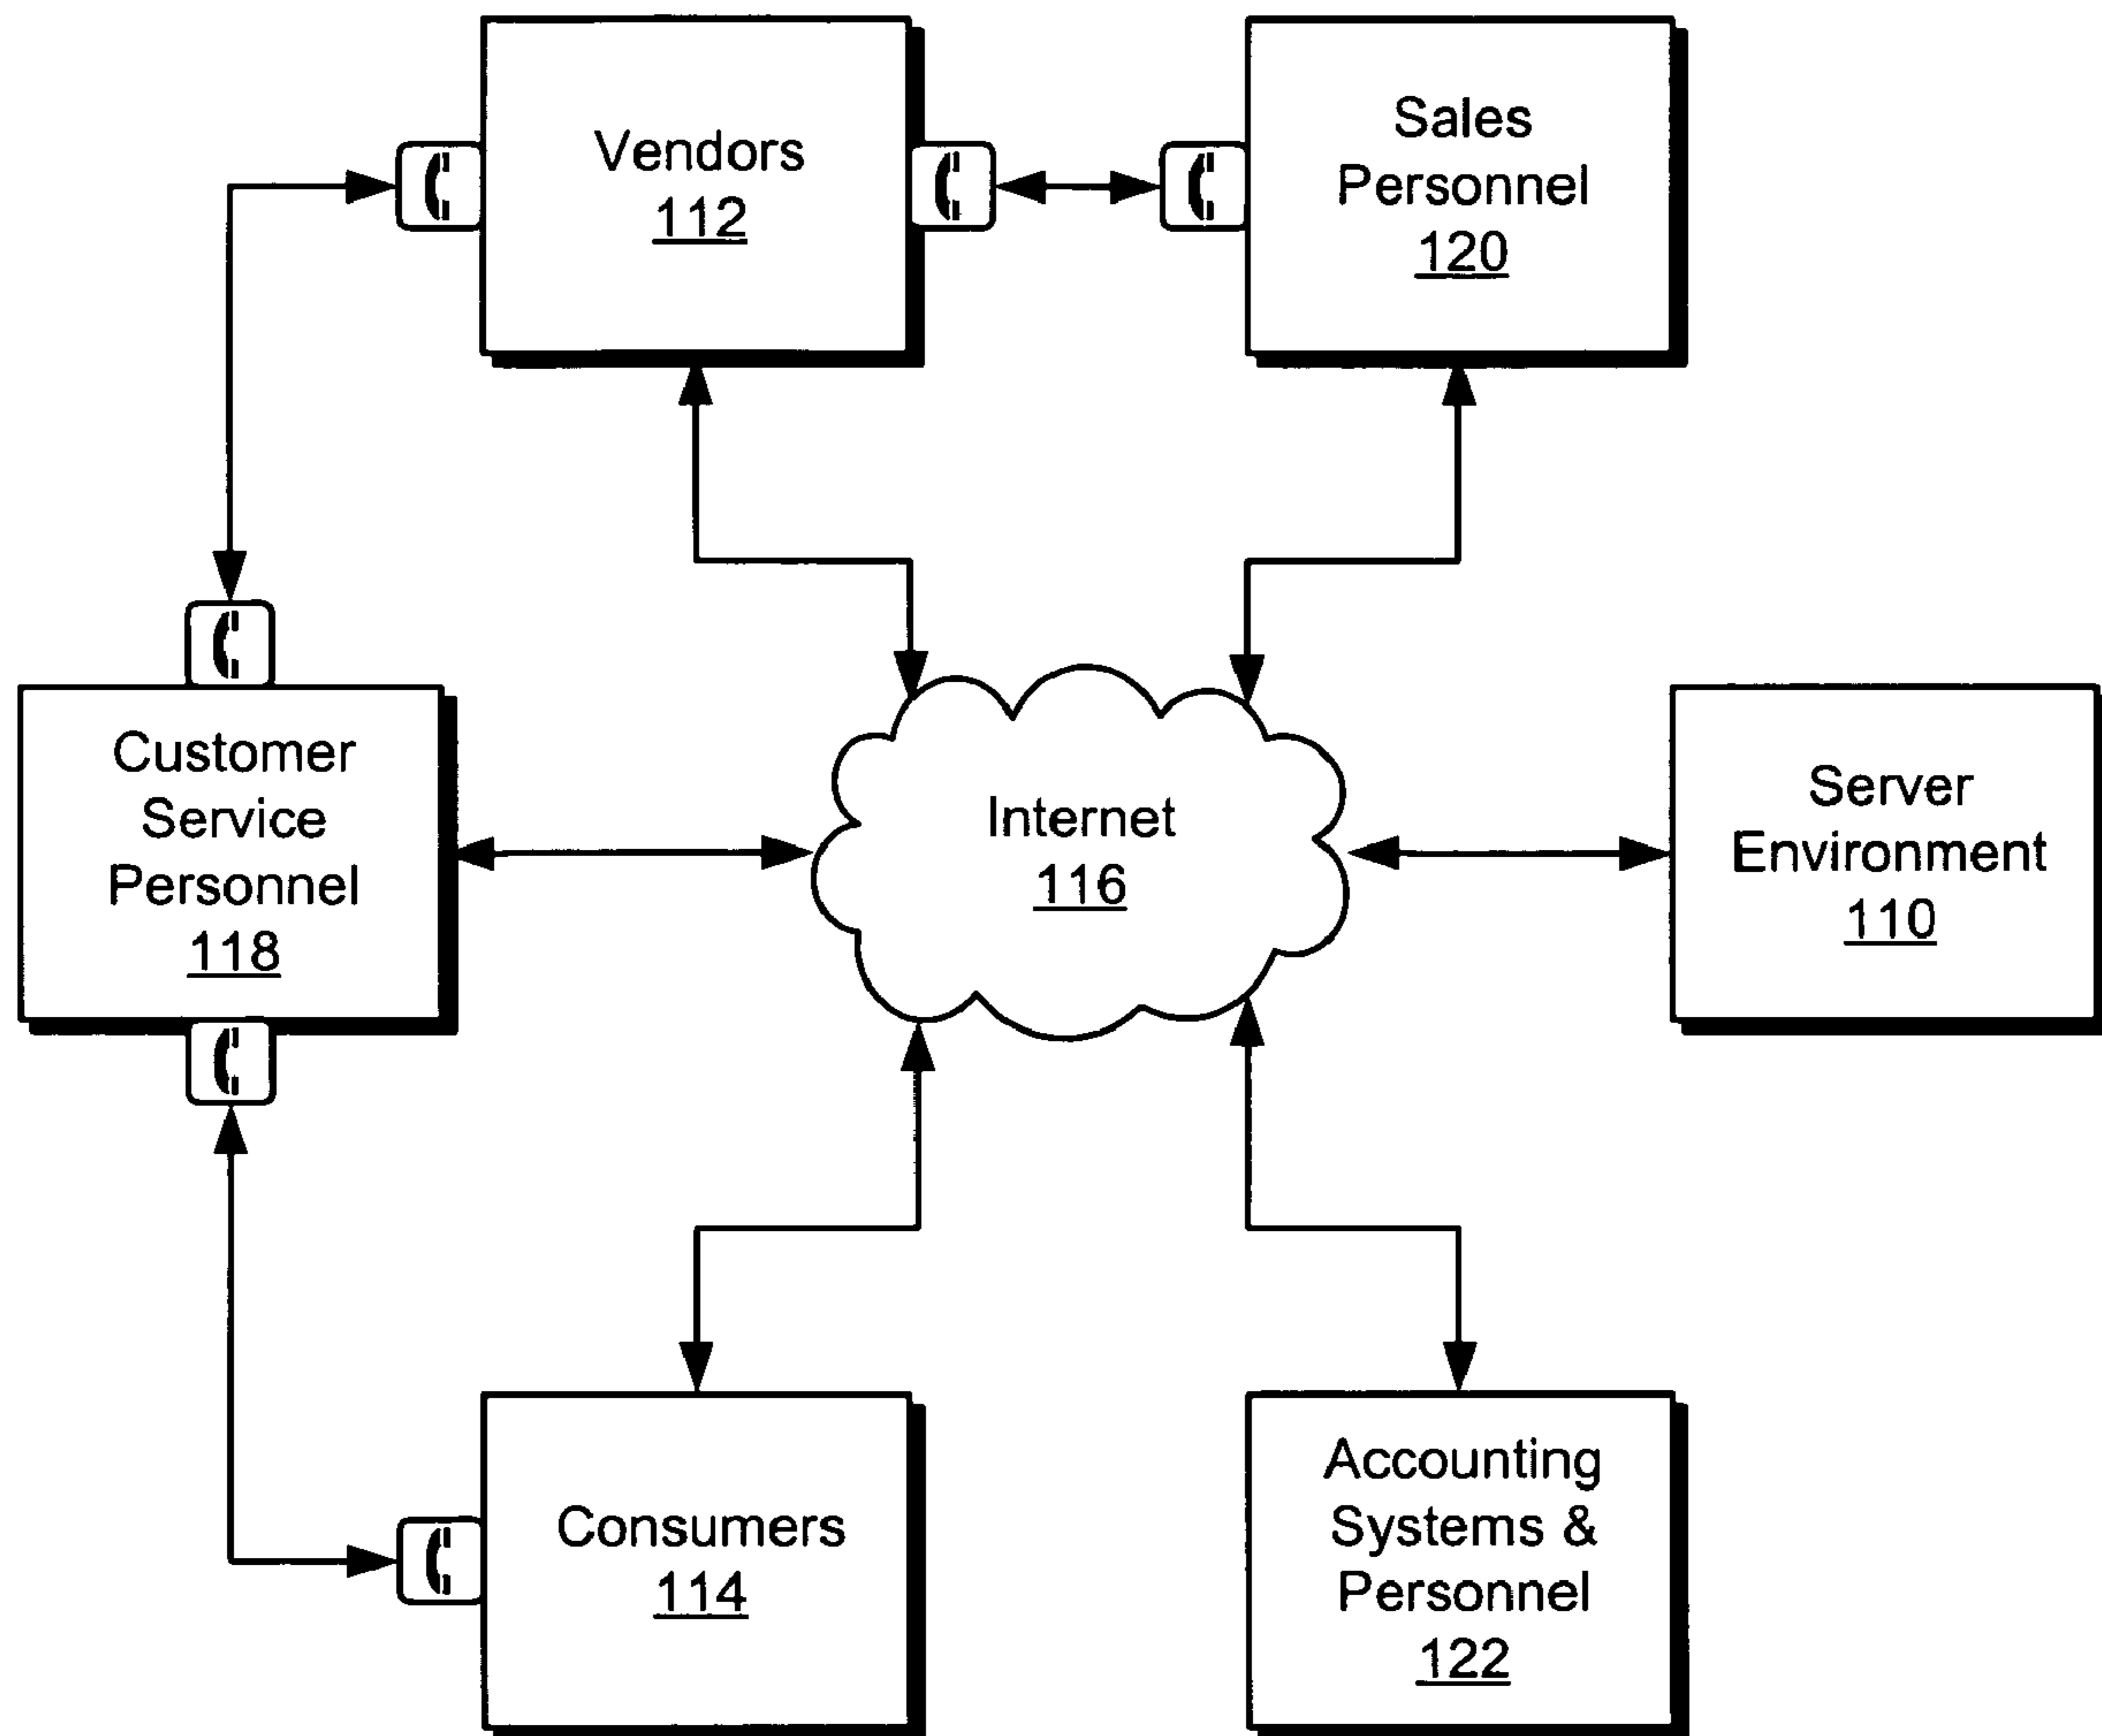 Vendors
112
Sales
Personnel
120
Customer
Service
Personnel
118
Internet
116
Server
Environment
110
Consumers
114
Accounting
Systems &
Personnel
122